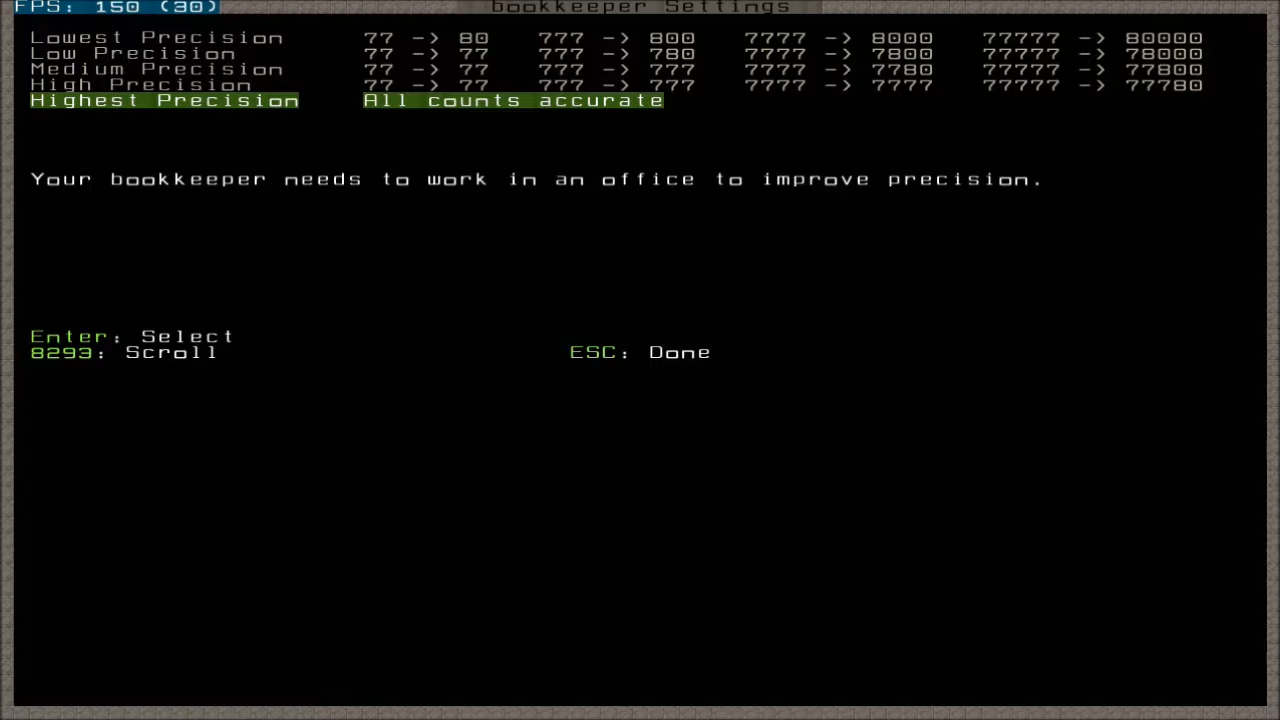 FPS: 150 (30) bookkeeper Settings
Lowest Precision 77 -> 80 777 -> 800 7777 -> 8000 77777 -> 80000
Low Precision 77 -> 77 777 -> 780 7777 -> 7800 77777 -> 78000
Medium Precision 77 -> 77 777 -> 777 7777 -> 7780 77777 -> 77800
High Precision 77 -> 77 777 -> 777 7777 -> 7777 77777 -> 77780
Highest Precision All counts accurate
Your bookkeeper needs to work in an office to improve precision.
Enter: Select
8293: Scroll ESC: Done